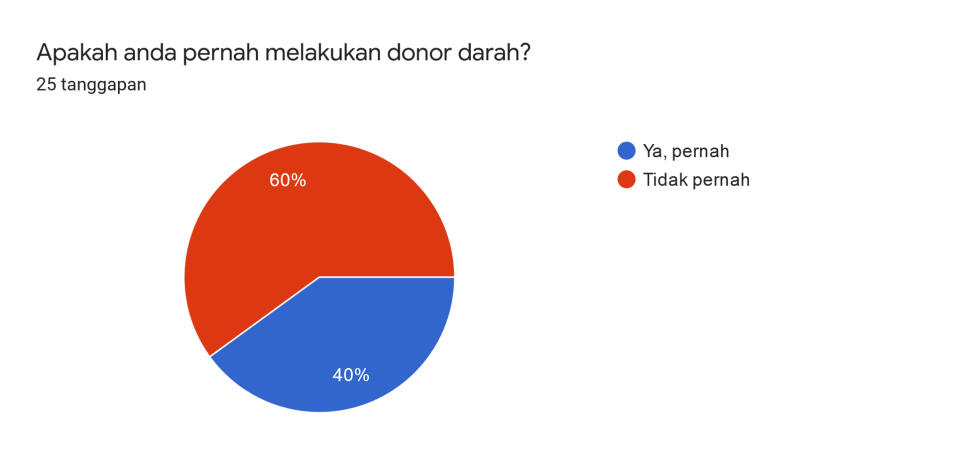 Apakah anda pernah melakukan donor darah?
25 tanggapan
Ya, pernah
Tidak pernah
60%
40%